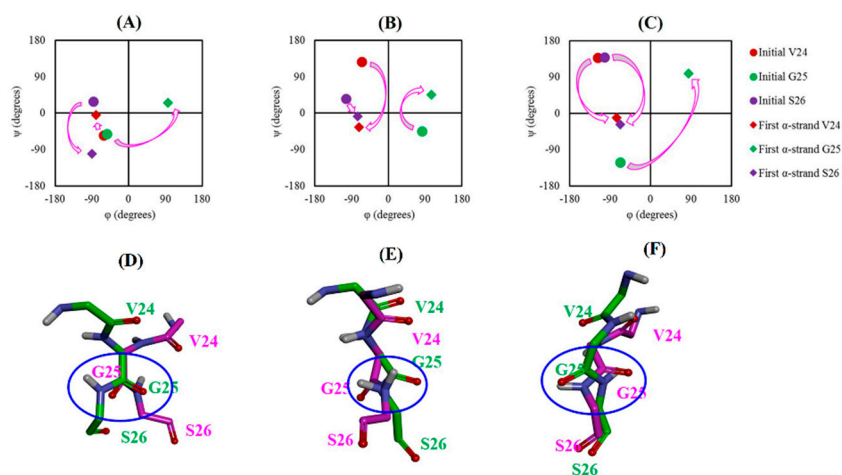 (A)
180
90
0
-90
-180
-180 -90 0 90 180
ψ (degrees)
φ (degrees)
(B)
180
90
0
-90
-180
-180 -90 0 90 180
ψ (degrees)
φ (degrees)
(C)
180
90
0
-90
-180
-180 -90 0 90 180
ψ (degrees)
φ (degrees)
Initial V24
Initial G25
Initial S26
First α-strand V24
First α-strand G25
First α-strand S26
(D)
V24
V24
G25
G25
S26
S26
(E)
V24
V24
G25
G25
S26
S26
(F)
V24
V24
G25
G25
S26
S26